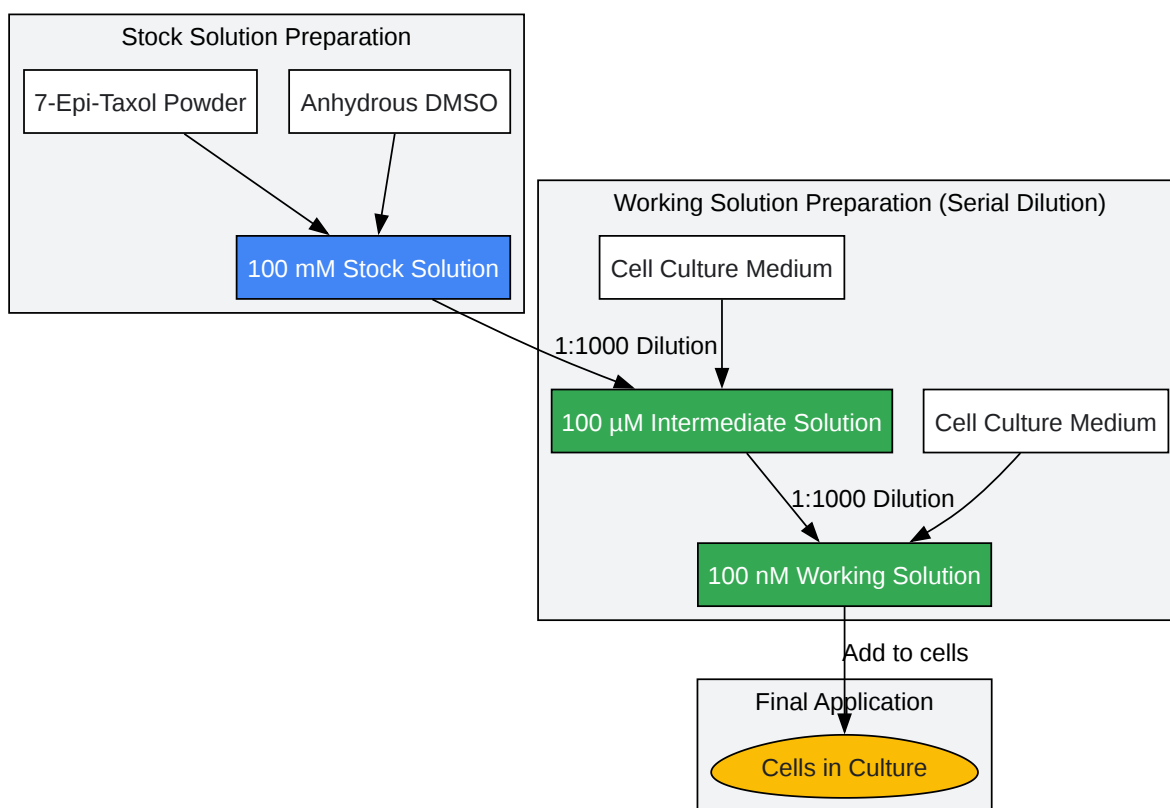 Stock Solution Preparation
7-Epi-Taxol Powder
Anhydrous DMSO
100 mM Stock Solution
Working Solution Preparation (Serial Dilution)
Cell Culture Medium
1:1000 Dilution
100 µM Intermediate Solution
Cell Culture Medium
1:1000 Dilution
100 nM Working Solution
Add to cells
Final Application
Cells in Culture